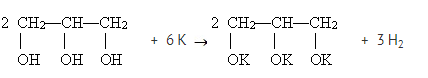 2 CH₂—CH—CH₂ + 6 K → 2 CH₂—CH—CH₂ + 3 H₂
| | | | | |
OH OH OH OK OK OK